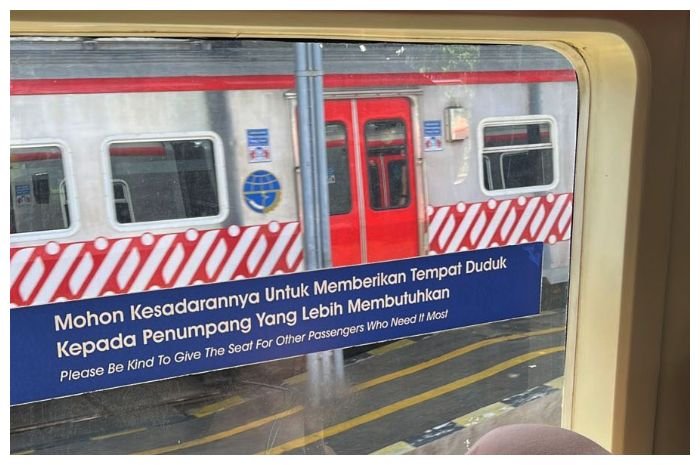 Mohon Kesadarannya Untuk Memberikan Tempat Duduk
Kepada Penumpang Yang Lebih Membutuhkan
Please Be Kind To Give The Seat For Other Passengers Who Need It Most